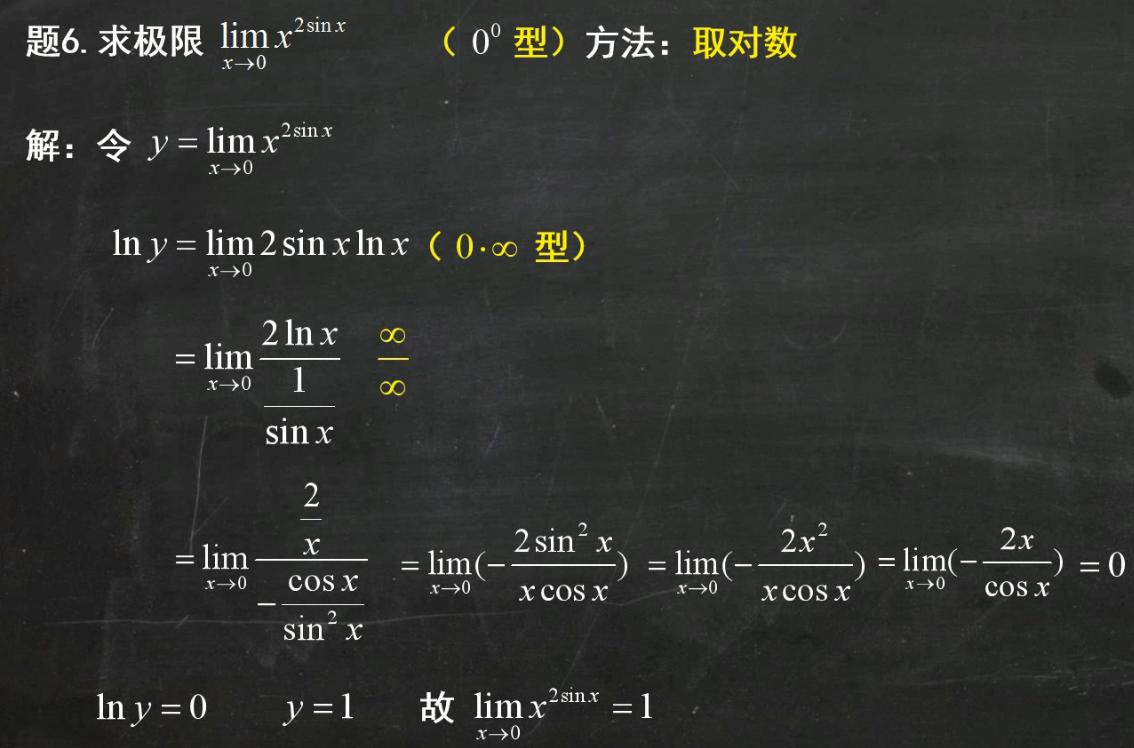 题6. 求极限 $\lim_{x \to 0} x^{2\sin x}$ （ $0^0$ 型）方法：取对数
解：令 $y = \lim_{x \to 0} x^{2\sin x}$
$\ln y = \lim_{x \to 0} 2\sin x \ln x$ （ $0 \cdot \infty$ 型）
$= \lim_{x \to 0} \frac{2\ln x}{\frac{1}{\sin x}}$ $\frac{\infty}{\infty}$
$= \lim_{x \to 0} \frac{\frac{2}{x}}{-\frac{\cos x}{\sin^2 x}} = \lim_{x \to 0} (-\frac{2\sin^2 x}{x\cos x}) = \lim_{x \to 0} (-\frac{2x^2}{x\cos x}) = \lim_{x \to 0} (-\frac{2x}{\cos x}) = 0$
$\ln y = 0$ $y = 1$ 故 $\lim_{x \to 0} x^{2\sin x} = 1$